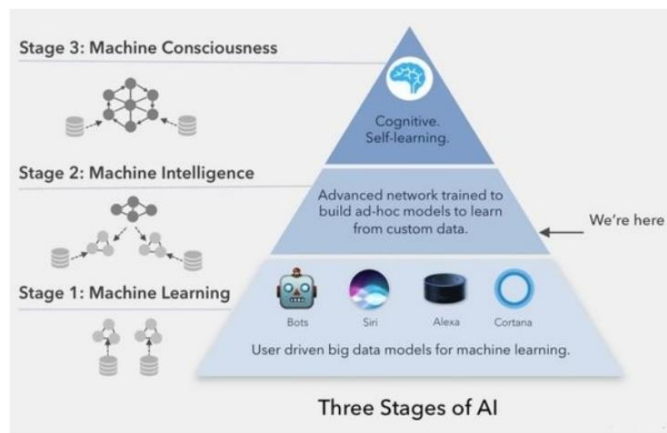 Stage 3: Machine Consciousness
Cognitive.
Self-learning.
Stage 2: Machine Intelligence
Advanced network trained to
build ad-hoc models to learn
from custom data.
We're here
Stage 1: Machine Learning
Bots
Siri
Alexa
Cortana
User driven big data models for machine learning.
Three Stages of AI